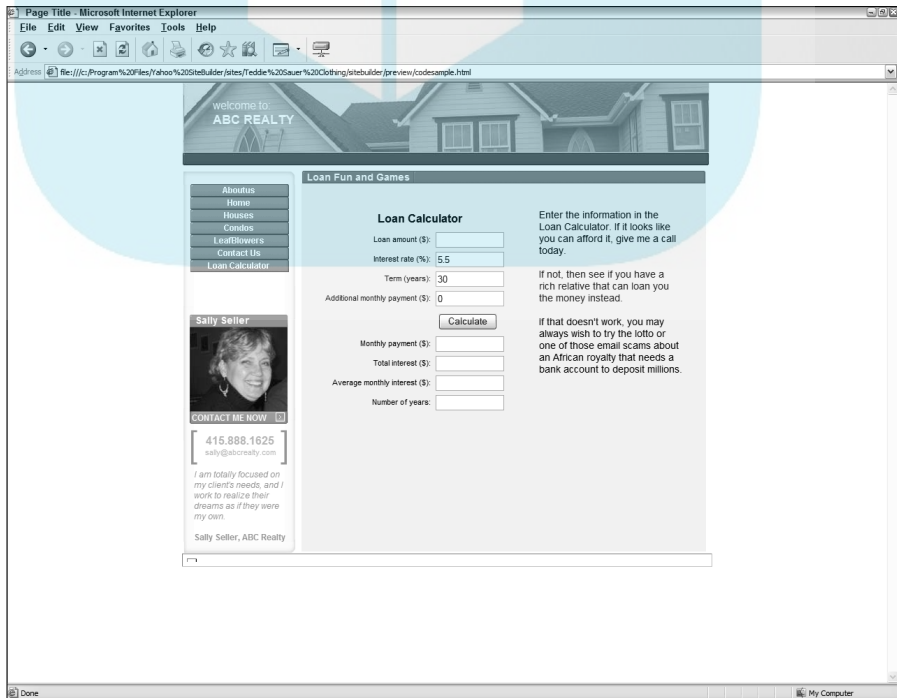 Page Title - Microsoft Internet Explorer
File Edit View Favorites Tools Help
Address file:///c:/Program%20Files/Yahoo%20SiteBuilder/sites/Teddie%20Sauer%20Clothing/sitebuilder/preview/codesample.html
welcome to:
ABC REALTY
Aboutus
Home
Houses
Condos
LeafBlowers
Contact Us
Loan Calculator
Sally Seller
CONTACT ME NOW
415.888.1625
sally@abcrealty.com
I am totally focused on
my client's needs, and I
work to realize their
dreams as if they were
my own.
Sally Seller, ABC Realty
Loan Fun and Games
Loan Calculator
Loan amount ($):
Interest rate (%): 5.5
Term (years): 30
Additional monthly payment ($): 0
Calculate
Monthly payment ($):
Total interest ($):
Average monthly interest ($):
Number of years:
Enter the information in the
Loan Calculator. If it looks like
you can afford it, give me a call
today.
If not, then see if you have a
rich relative that can loan you
the money instead.
If that doesn't work, you may
always wish to try the lotto or
one of those email scams about
an African royalty that needs a
bank account to deposit millions.
Done
My Computer